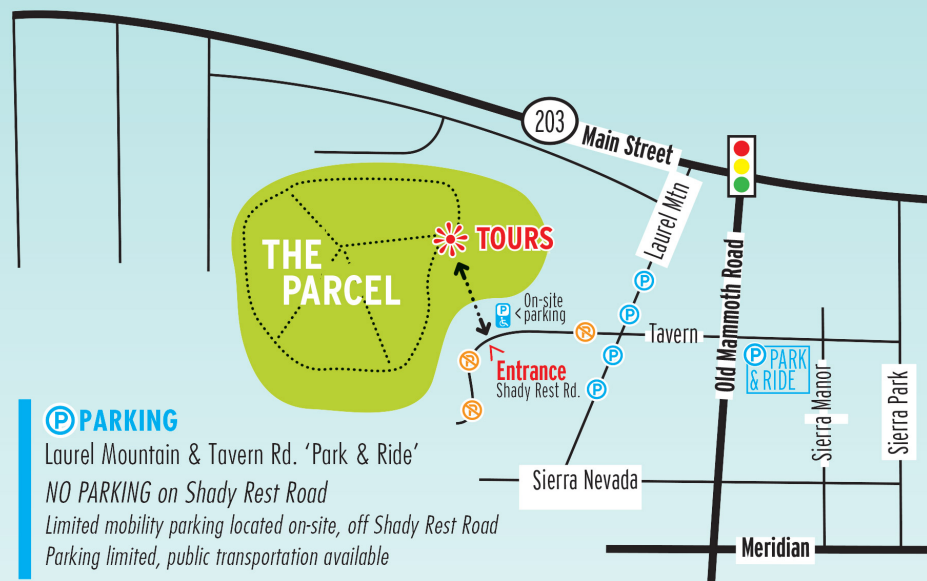 203
Main Street
Laurel Mtn
THE
PARCEL
TOURS
P
P
On-site
<parking
P
P
P
P
Tavern
Old Mammoth Road
P PARK
& RIDE
Entrance
Shady Rest Rd.
P
P
P
Sierra Manor
Sierra Park
P PARKING
Laurel Mountain & Tavern Rd. ‘Park & Ride’
NO PARKING on Shady Rest Road
Limited mobility parking located on-site, off Shady Rest Road
Parking limited, public transportation available
Sierra Nevada
Meridian